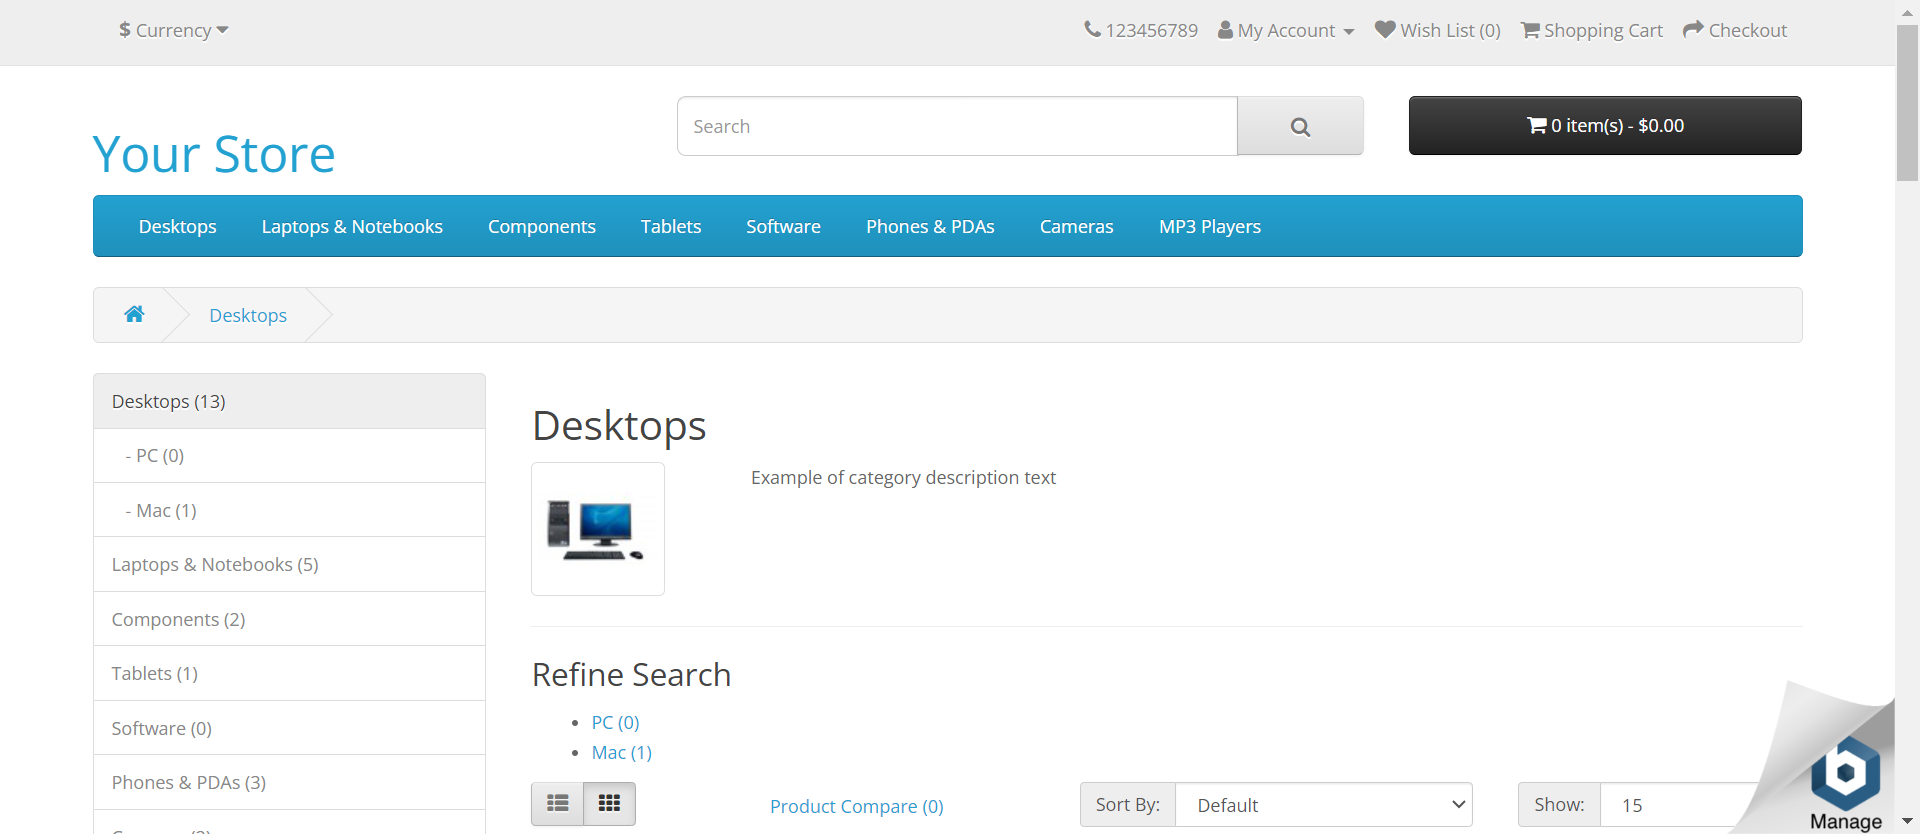 $ Currency
123456789 My Account Wish List (0) Shopping Cart Checkout
Your Store
Search
0 item(s) - $0.00
Desktops Laptops & Notebooks Components Tablets Software Phones & PDAs Cameras MP3 Players
Desktops
Desktops (13)
- PC (0)
- Mac (1)
Laptops & Notebooks (5)
Components (2)
Tablets (1)
Software (0)
Phones & PDAs (3)
Desktops
Example of category description text
Refine Search
PC (0)
Mac (1)
Product Compare (0)
Sort By: Default
Show: 15
b
Manage